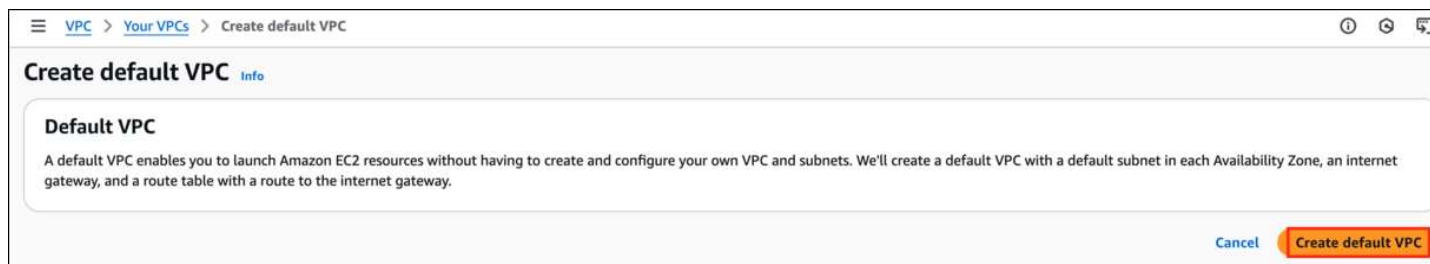 VPC > Your VPCs > Create default VPC
Create default VPC Info
Default VPC
A default VPC enables you to launch Amazon EC2 resources without having to create and configure your own VPC and subnets. We'll create a default VPC with a default subnet in each Availability Zone, an internet
gateway, and a route table with a route to the internet gateway.
Cancel Create default VPC